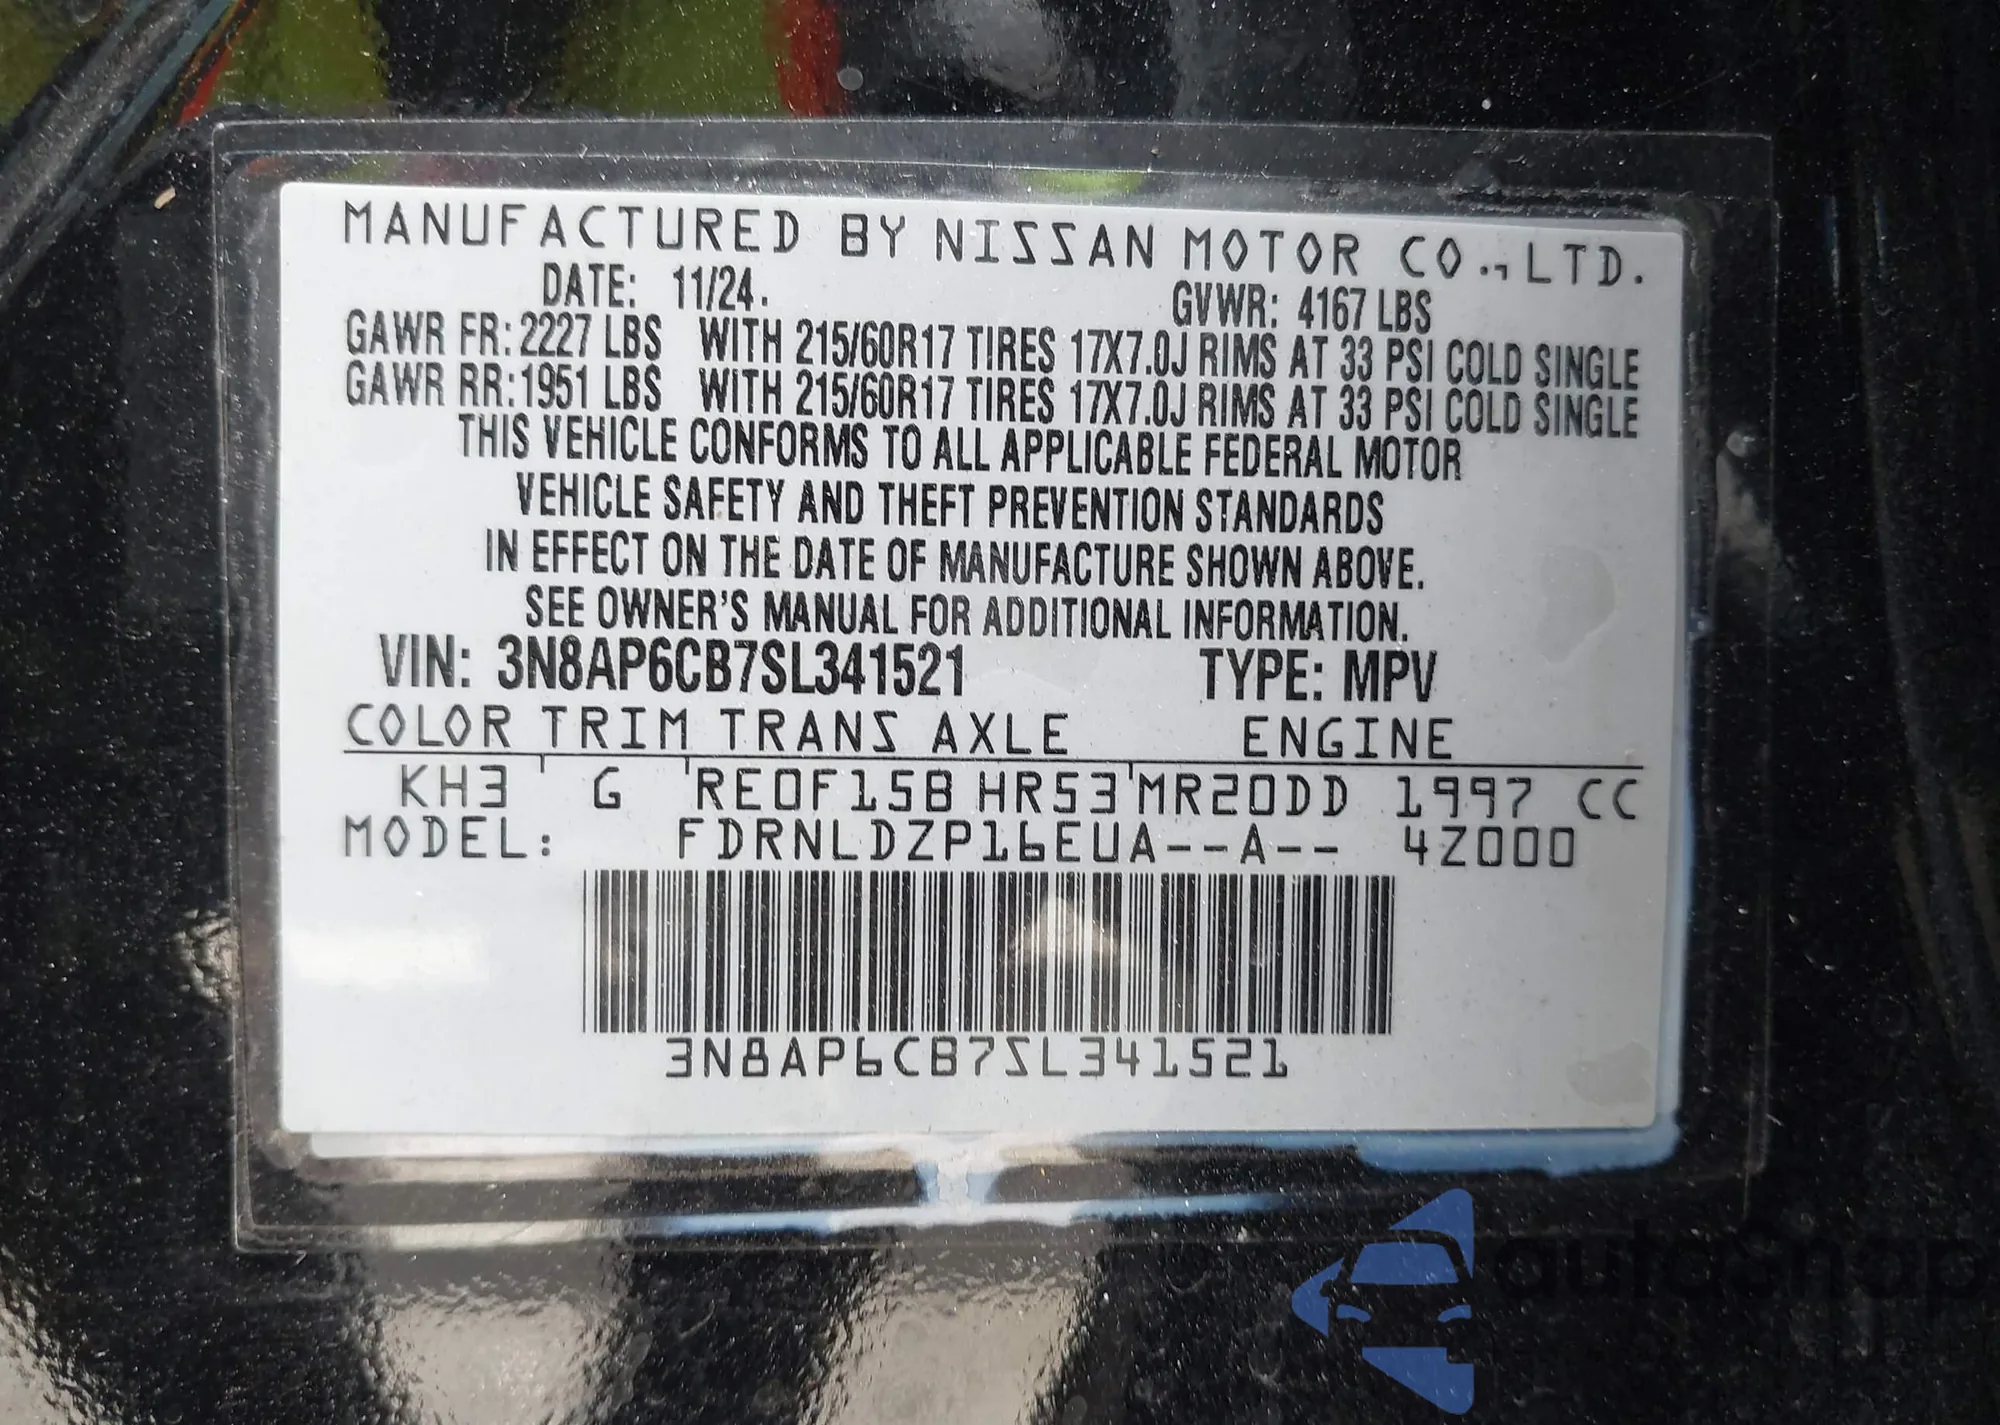 MANUFACTURED BY NISSAN MOTOR CO.,LTD.
DATE: 11/24. GVWR: 4167 LBS
GAWR FR: 2227 LBS WITH 215/60R17 TIRES 17X7.0J RIMS AT 33 PSI COLD SINGLE
GAWR RR: 1951 LBS WITH 215/60R17 TIRES 17X7.0J RIMS AT 33 PSI COLD SINGLE
THIS VEHICLE CONFORMS TO ALL APPLICABLE FEDERAL MOTOR
VEHICLE SAFETY AND THEFT PREVENTION STANDARDS
IN EFFECT ON THE DATE OF MANUFACTURE SHOWN ABOVE.
SEE OWNER'S MANUAL FOR ADDITIONAL INFORMATION.
VIN: 3N8AP6CB7SL341521 TYPE: MPV
COLOR TRIM TRANS AXLE ENGINE
KH3 G RE0F15B HR53 MR20DD 1997 CC
MODEL: FDRNLDZP16EUA--A-- 4Z000
3N8AP6CB7SL341521
autosnap